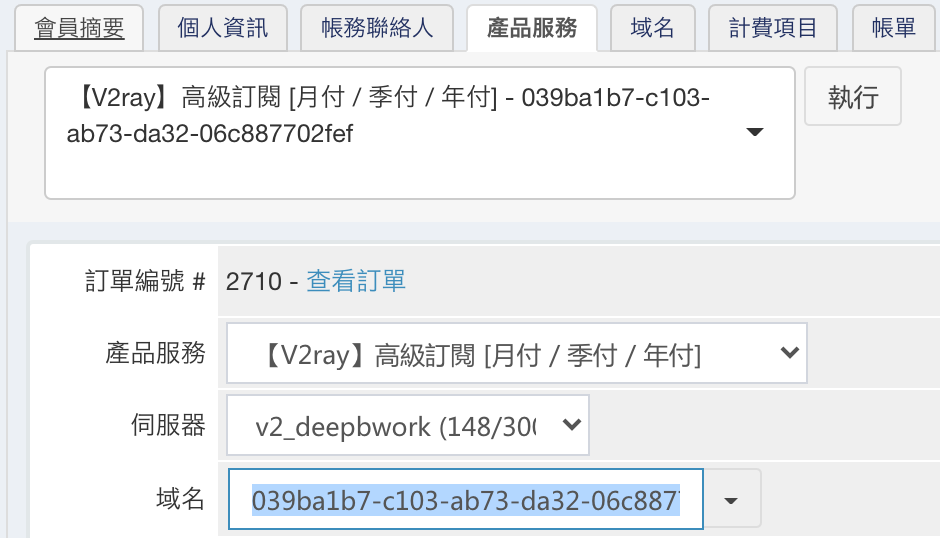 會員摘要 個人資訊 帳務聯絡人 產品服務 域名 計費項目 帳單
【V2ray】高級訂閱 [月付 / 季付 / 年付] - 039ba1b7-c103-
ab73-da32-06c887702fef
執行
訂單編號 # 2710 - 查看訂單
產品服務 【V2ray】高級訂閱 [月付 / 季付 / 年付]
伺服器 v2_deepbwork (148/300
域名 039ba1b7-c103-ab73-da32-06c887